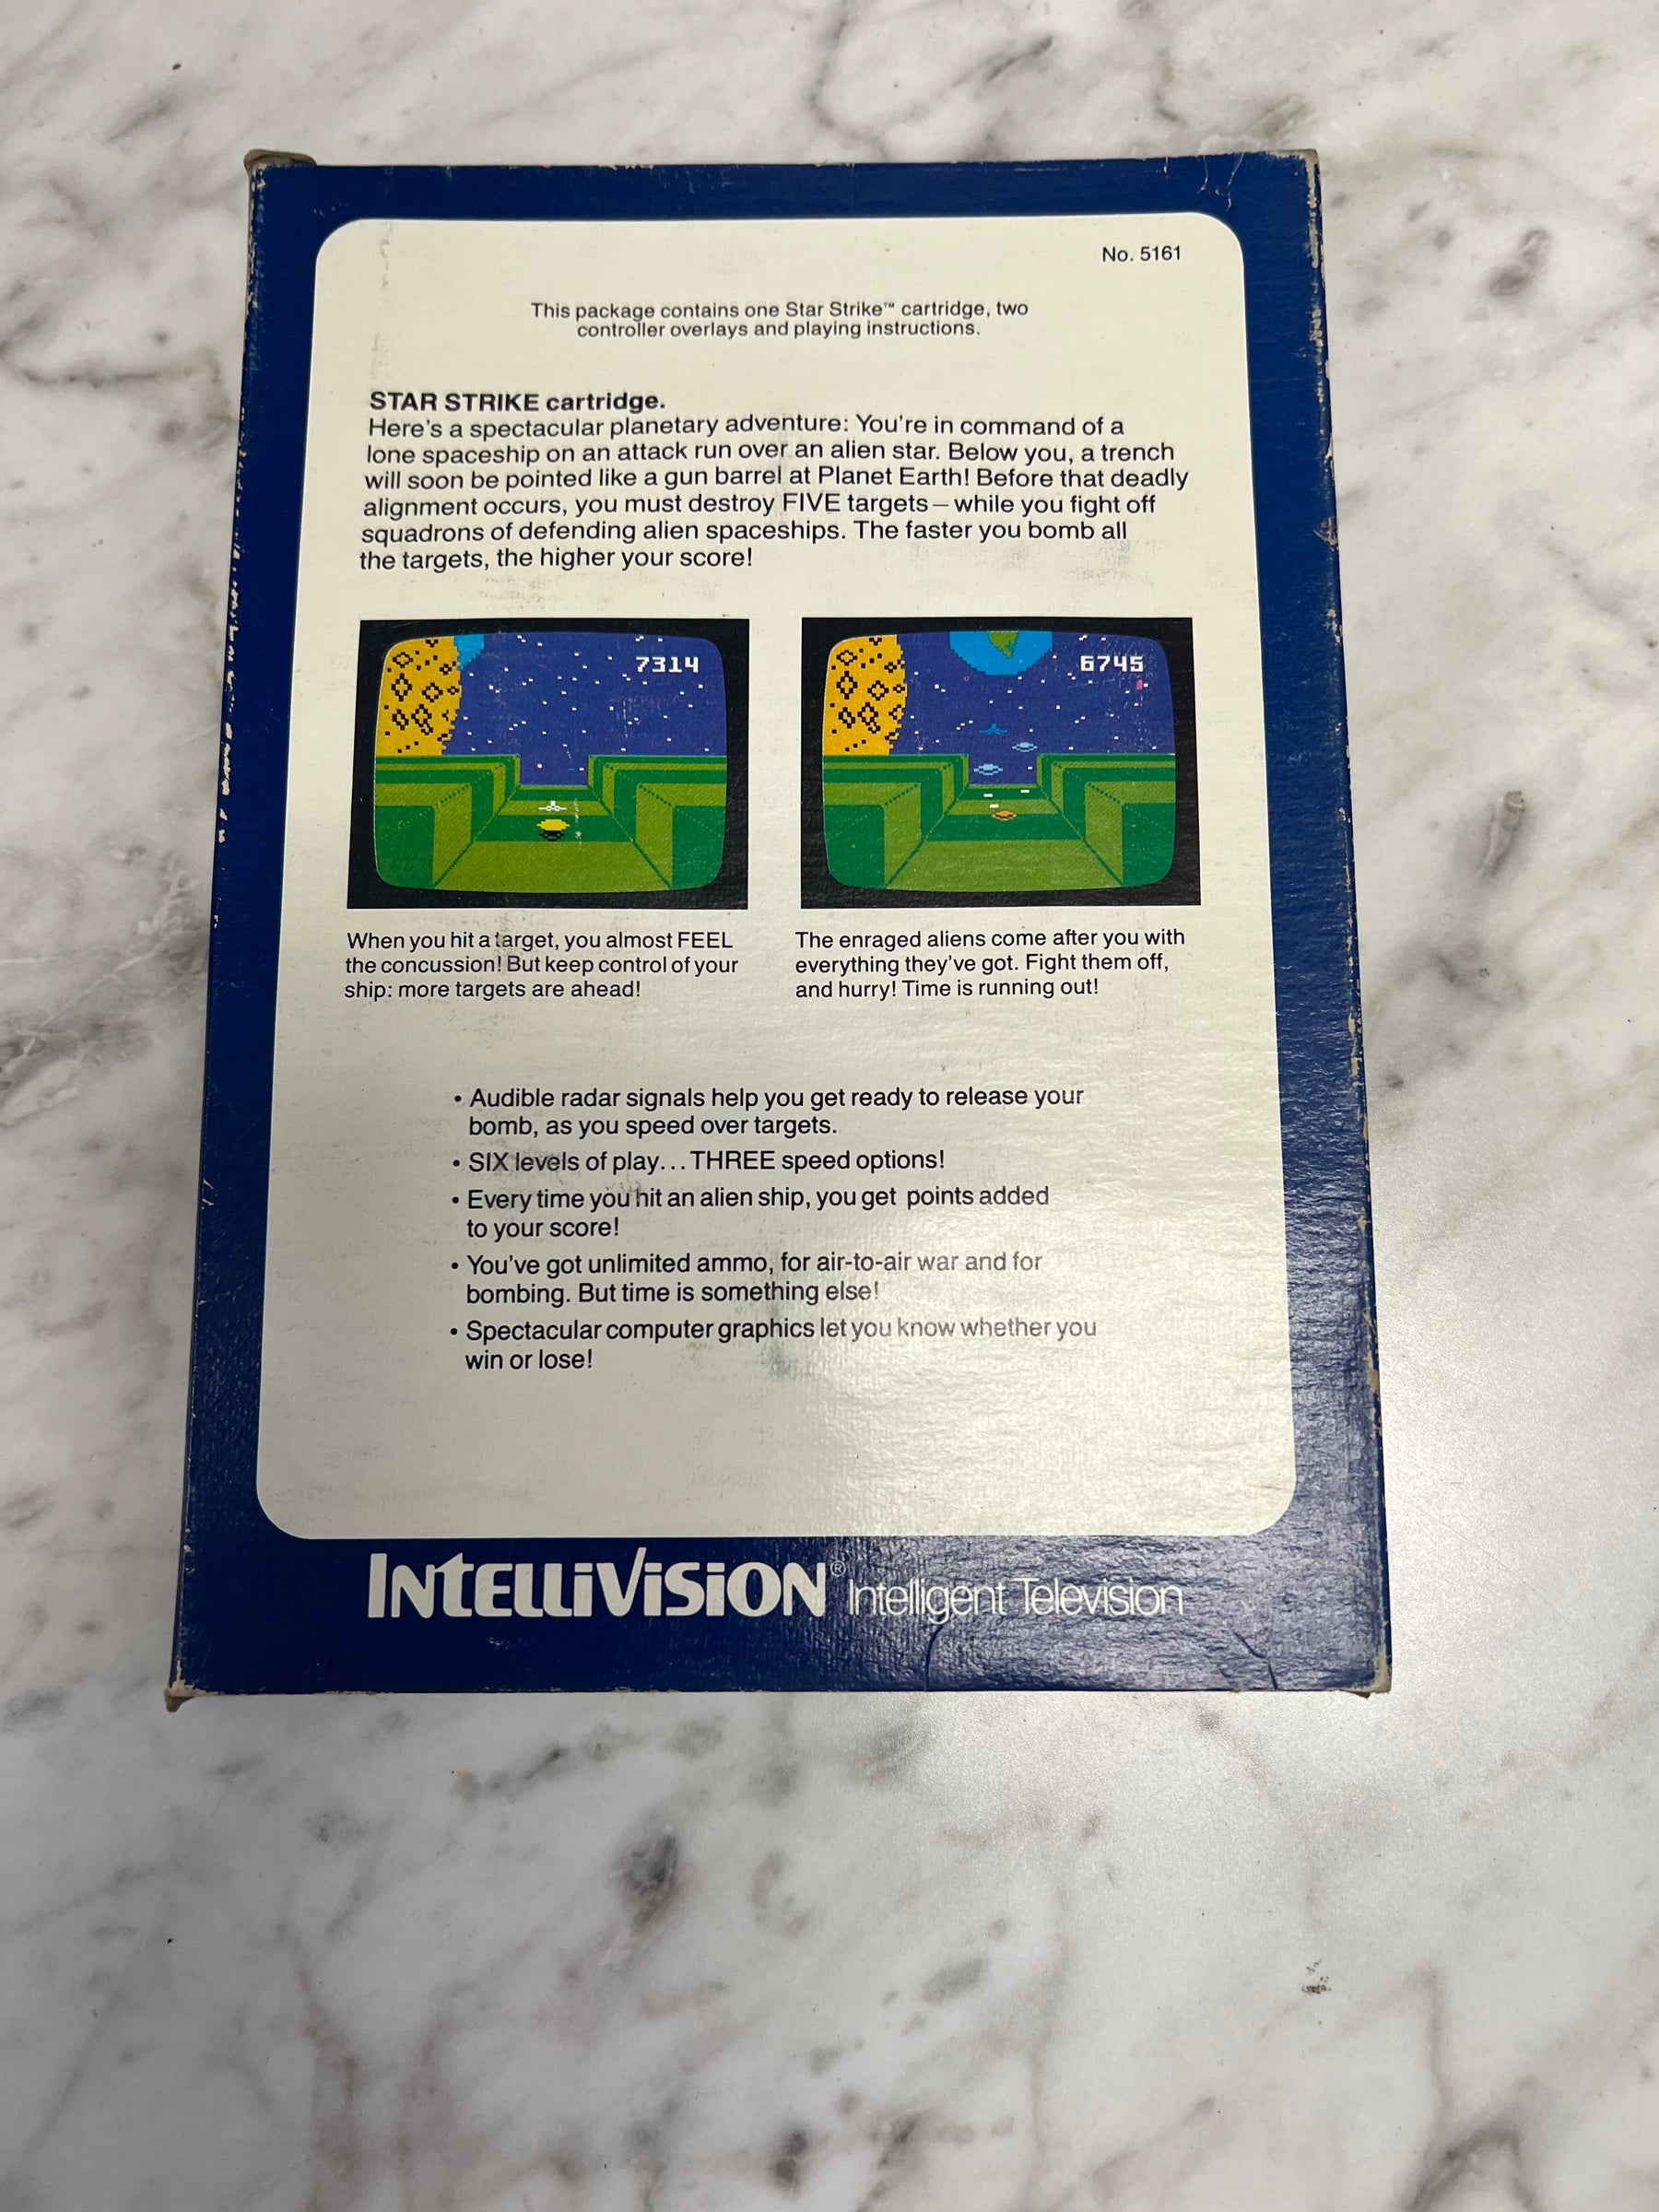 No. 5161
This package contains one Star Strike™ cartridge, two
controller overlays and playing instructions.
STAR STRIKE cartridge.
Here's a spectacular planetary adventure: You're in command of a
lone spaceship on an attack run over an alien star. Below you, a trench
will soon be pointed like a gun barrel at Planet Earth! Before that deadly
alignment occurs, you must destroy FIVE targets – while you fight off
squadrons of defending alien spaceships. The faster you bomb all
the targets, the higher your score!
7314
6745
When you hit a target, you almost FEEL
the concussion! But keep control of your
ship: more targets are ahead!
The enraged aliens come after you with
everything they've got. Fight them off,
and hurry! Time is running out!
• Audible radar signals help you get ready to release your
bomb, as you speed over targets.
• SIX levels of play... THREE speed options!
• Every time you hit an alien ship, you get points added
to your score!
• You've got unlimited ammo, for air-to-air war and for
bombing. But time is something else!
• Spectacular computer graphics let you know whether you
win or lose!
INTELLIVISION® Intelligent Television